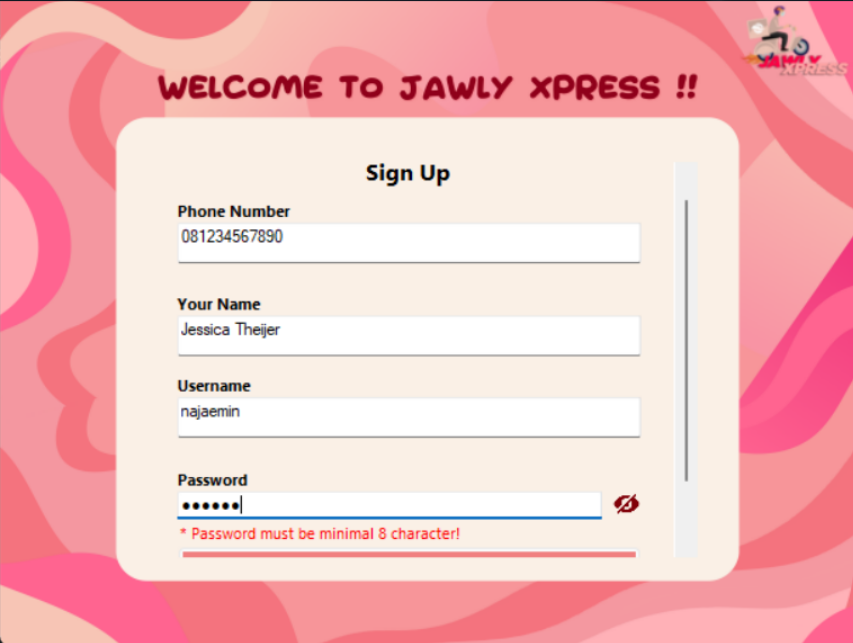 JAWLY
XPRESS
WELCOME TO JAWLY XPRESS !!
Sign Up
Phone Number
081234567890
Your Name
Jessica Theijer
Username
najaemin
Password
••••••
* Password must be minimal 8 character!